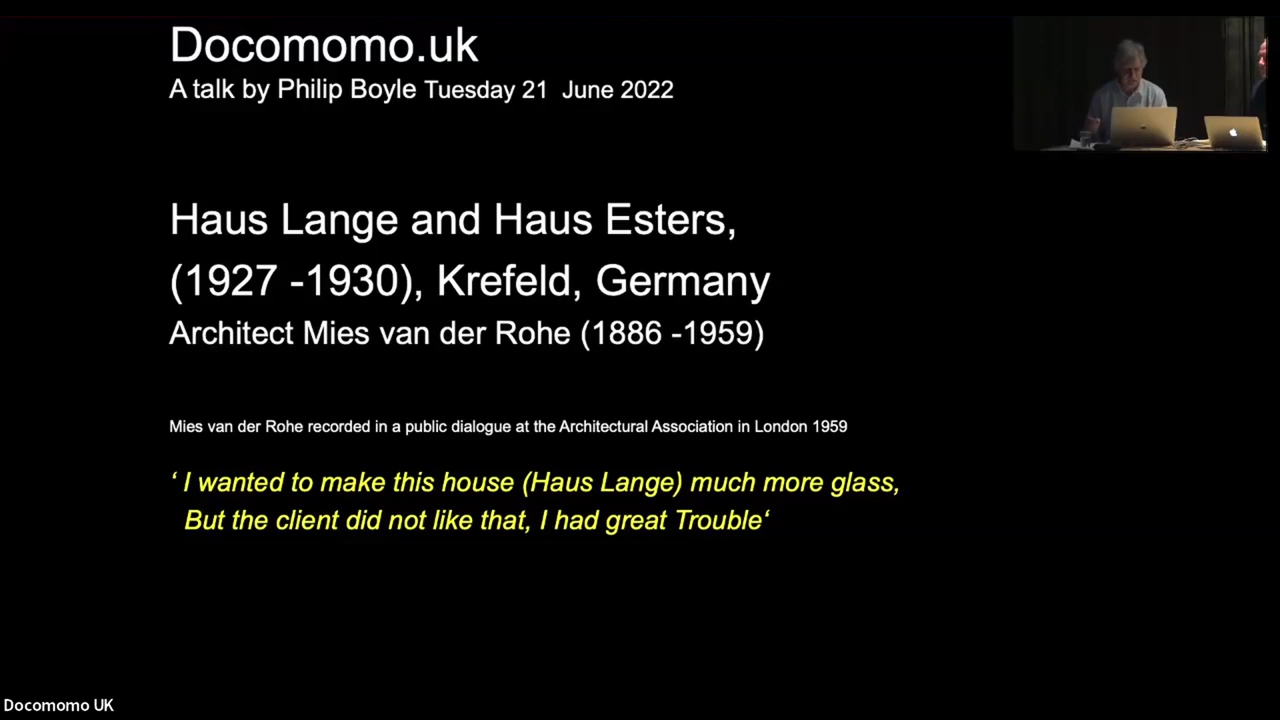 Docomomo.uk
A talk by Philip Boyle Tuesday 21 June 2022
Haus Lange and Haus Esters,
(1927 -1930), Krefeld, Germany
Architect Mies van der Rohe (1886 -1959)
Mies van der Rohe recorded in a public dialogue at the Architectural Association in London 1959
‘ I wanted to make this house (Haus Lange) much more glass,
But the client did not like that, I had great Trouble‘
Docomomo UK